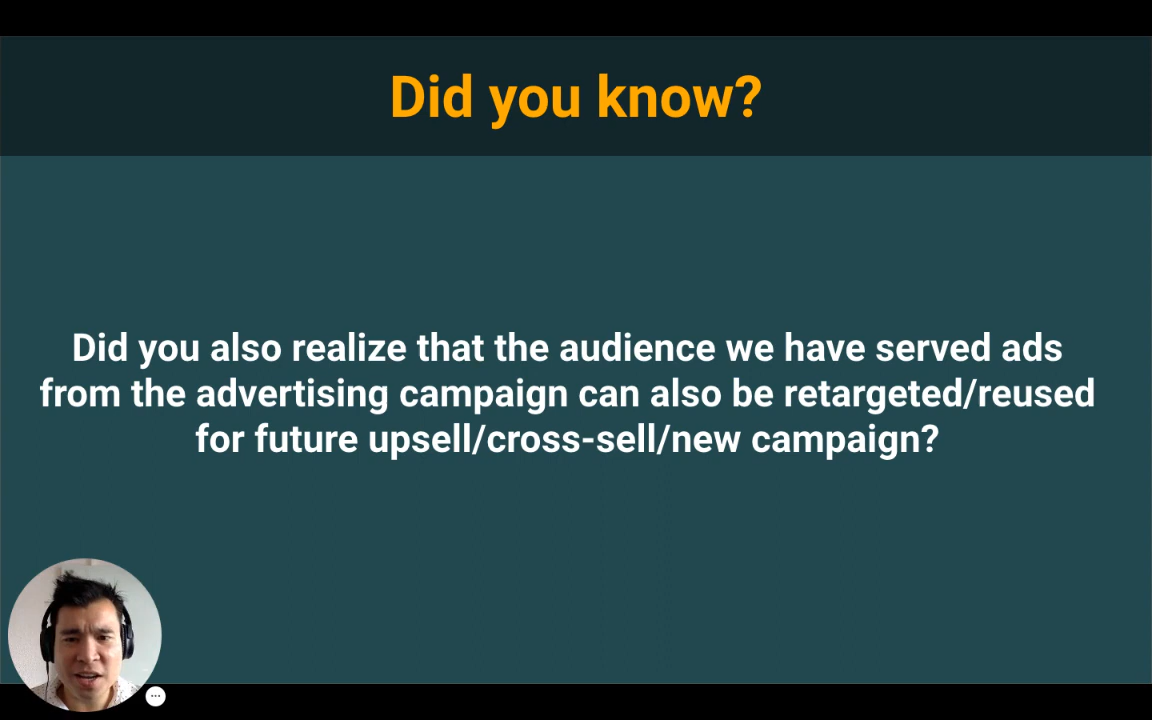 Did you know?
Did you also realize that the audience we have served ads
from the advertising campaign can also be retargeted/reused
for future upsell/cross-sell/new campaign?